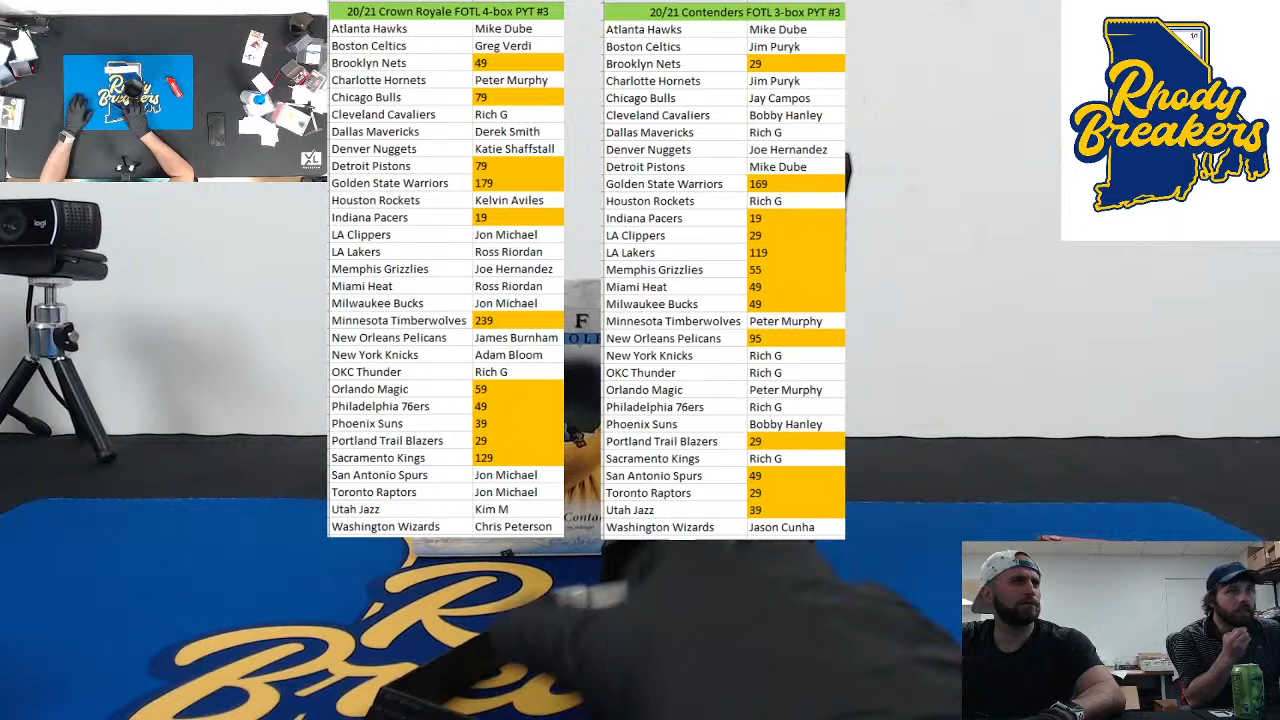 20/21 Crown Royale FOTL 4-box PYT #3
Atlanta Hawks Mike Dube
Boston Celtics Greg Verdi
Brooklyn Nets 49
Charlotte Hornets Peter Murphy
Chicago Bulls 79
Cleveland Cavaliers Rich G
Dallas Mavericks Derek Smith
Denver Nuggets Katie Shaffstall
Detroit Pistons 79
Golden State Warriors 179
Houston Rockets Kelvin Aviles
Indiana Pacers 19
LA Clippers Jon Michael
LA Lakers Ross Riordan
Memphis Grizzlies Joe Hernandez
Miami Heat Ross Riordan
Milwaukee Bucks Jon Michael
Minnesota Timberwolves 239
New Orleans Pelicans James Burnham
New York Knicks Adam Bloom
OKC Thunder Rich G
Orlando Magic 59
Philadelphia 76ers 49
Phoenix Suns 39
Portland Trail Blazers 29
Sacramento Kings 129
San Antonio Spurs Jon Michael
Toronto Raptors Jon Michael
Utah Jazz Kim M
Washington Wizards Chris Peterson
20/21 Contenders FOTL 3-box PYT #3
Atlanta Hawks Mike Dube
Boston Celtics Jim Puryk
Brooklyn Nets 29
Charlotte Hornets Jim Puryk
Chicago Bulls Jay Campos
Cleveland Cavaliers Bobby Hanley
Dallas Mavericks Rich G
Denver Nuggets Joe Hernandez
Detroit Pistons Mike Dube
Golden State Warriors 169
Houston Rockets Rich G
Indiana Pacers 19
LA Clippers 29
LA Lakers 119
Memphis Grizzlies 55
Miami Heat 49
Milwaukee Bucks 49
Minnesota Timberwolves Peter Murphy
New Orleans Pelicans 95
New York Knicks Rich G
OKC Thunder Rich G
Orlando Magic Peter Murphy
Philadelphia 76ers Rich G
Phoenix Suns Bobby Hanley
Portland Trail Blazers 29
Sacramento Kings Rich G
San Antonio Spurs 49
Toronto Raptors 29
Utah Jazz 39
Washington Wizards Jason Cunha
1/1
Rhody
Breakers
Rhody
Breakers
XL
logi
F